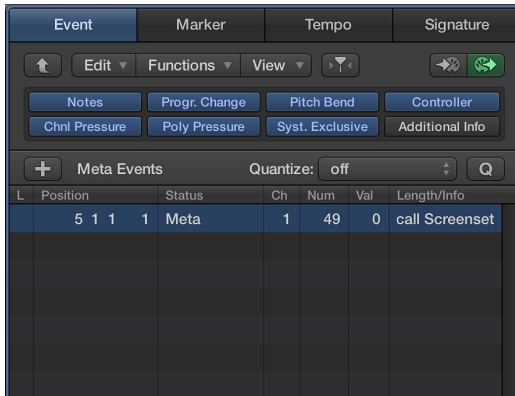 Event Marker Tempo Signature
Edit Functions View
Notes Progr. Change Pitch Bend Controller
Chnl Pressure Poly Pressure Syst. Exclusive Additional Info
Meta Events Quantize: off Q
L Position Status Ch Num Val Length/Info
5 1 1 1 Meta 1 49 0 call Screenset